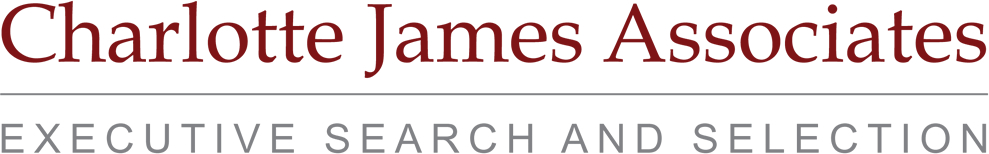 Charlotte James Associates
EXECUTIVE SEARCH AND SELECTION